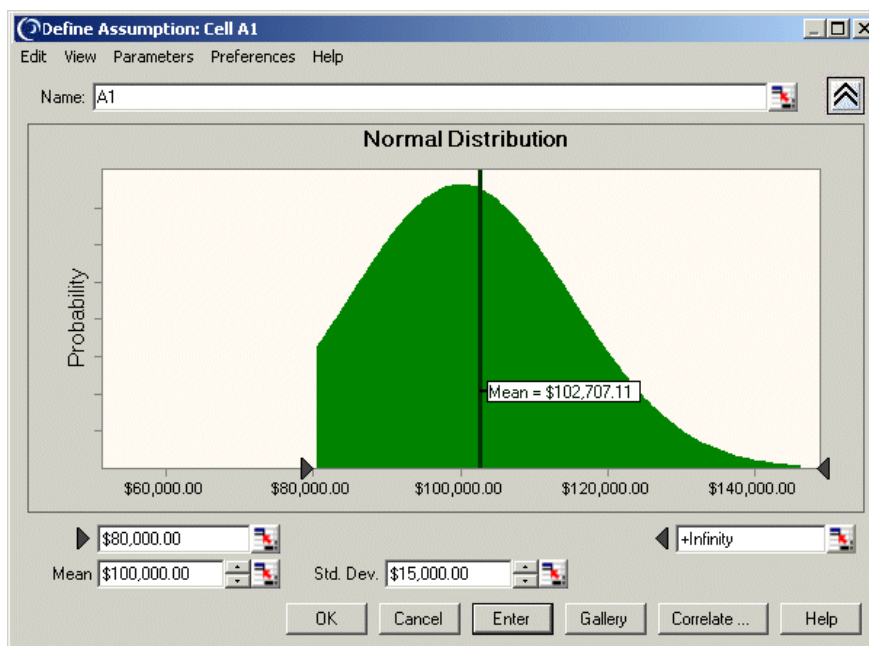 Define Assumption: Cell A1
Edit View Parameters Preferences Help
Name: A1
Normal Distribution
Probability
Mean = $102,707.11
$60,000.00 $80,000.00 $100,000.00 $120,000.00 $140,000.00
$80,000.00 +Infinity
Mean $100,000.00 Std. Dev. $15,000.00
OK Cancel Enter Gallery Correlate ... Help